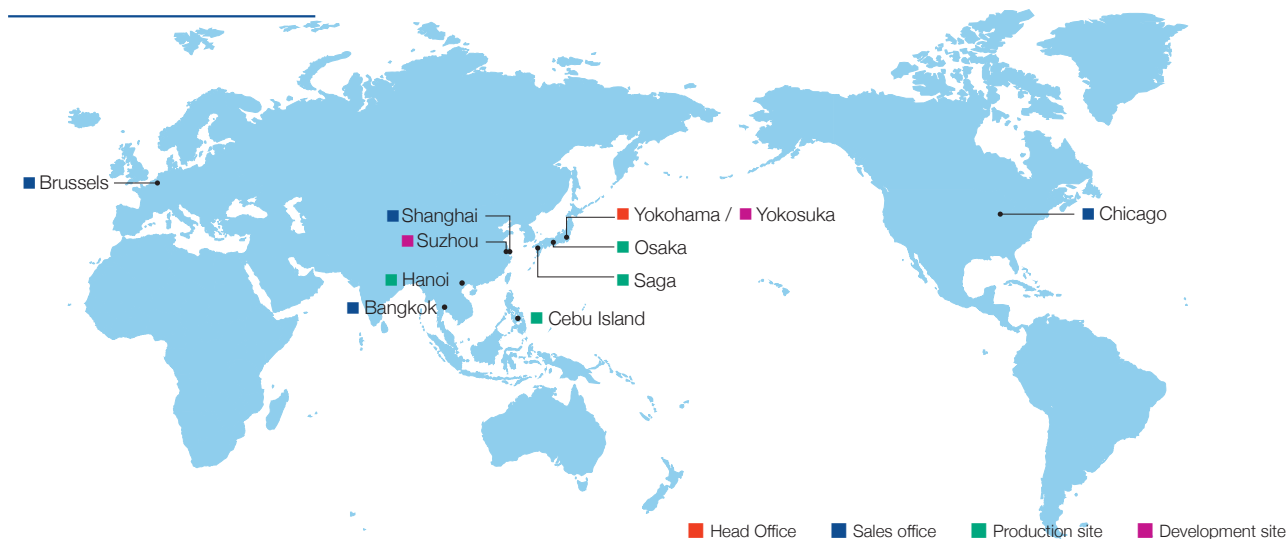 Brussels
Shanghai
Suzhou
Hanoi
Bangkok
Yokohama / Yokosuka
Osaka
Saga
Cebu Island
Chicago
Head Office Sales office Production site Development site